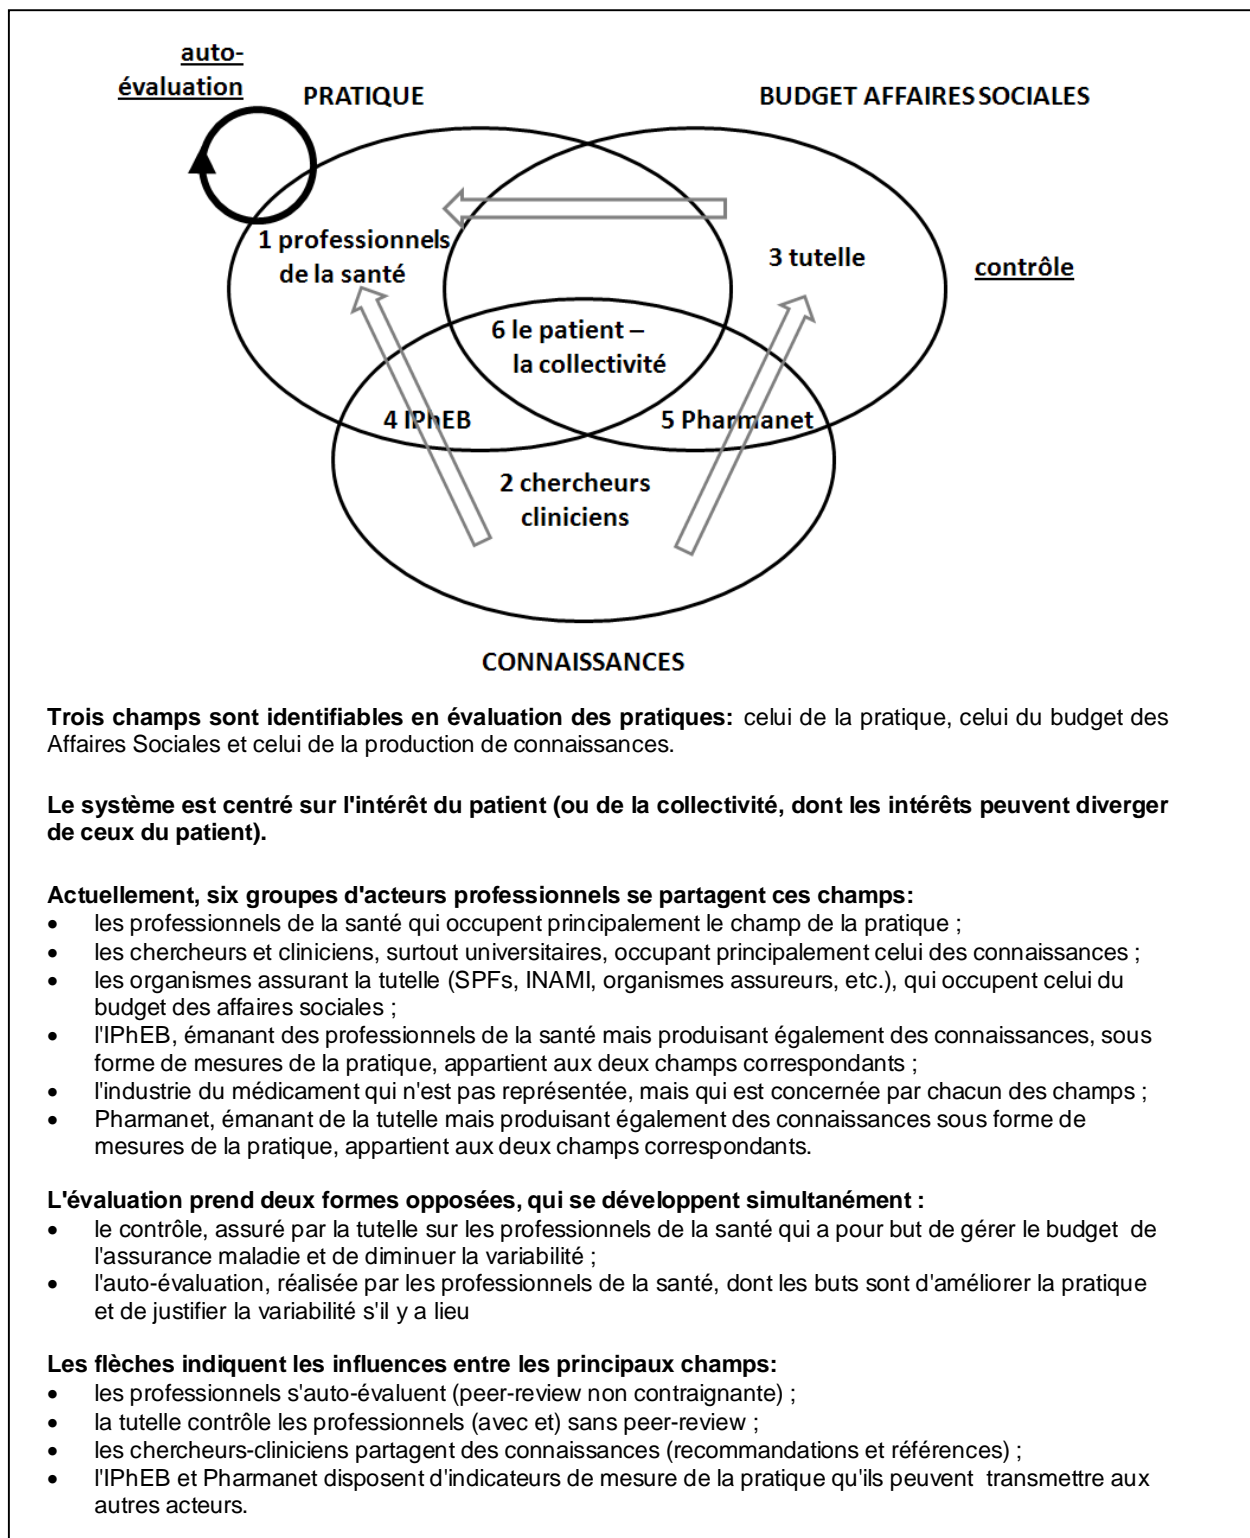 auto-
évaluation
PRATIQUE
BUDGET AFFAIRES SOCIALES
1 professionnels
de la santé
3 tutelle
contrôle
6 le patient –
la collectivité
4 IPhEB
5 Pharmanet
2 chercheurs
cliniciens
CONNAISSANCES
Trois champs sont identifiables en évaluation des pratiques: celui de la pratique, celui du budget des
Affaires Sociales et celui de la production de connaissances.
Le système est centré sur l'intérêt du patient (ou de la collectivité, dont les intérêts peuvent diverger
de ceux du patient).
Actuellement, six groupes d'acteurs professionnels se partagent ces champs:
• les professionnels de la santé qui occupent principalement le champ de la pratique ;
• les chercheurs et cliniciens, surtout universitaires, occupant principalement celui des connaissances ;
• les organismes assurant la tutelle (SPFs, INAMI, organismes assureurs, etc.), qui occupent celui du
budget des affaires sociales ;
• l'IPhEB, émanant des professionnels de la santé mais produisant également des connaissances, sous
forme de mesures de la pratique, appartient aux deux champs correspondants ;
• l'industrie du médicament qui n'est pas représentée, mais qui est concernée par chacun des champs ;
• Pharmanet, émanant de la tutelle mais produisant également des connaissances sous forme de
mesures de la pratique, appartient aux deux champs correspondants.
L'évaluation prend deux formes opposées, qui se développent simultanément :
• le contrôle, assuré par la tutelle sur les professionnels de la santé qui a pour but de gérer le budget de
l'assurance maladie et de diminuer la variabilité ;
• l'auto-évaluation, réalisée par les professionnels de la santé, dont les buts sont d'améliorer la pratique
et de justifier la variabilité s'il y a lieu
Les flèches indiquent les influences entre les principaux champs:
• les professionnels s'auto-évaluent (peer-review non contraignante) ;
• la tutelle contrôle les professionnels (avec et) sans peer-review ;
• les chercheurs-cliniciens partagent des connaissances (recommandations et références) ;
• l'IPhEB et Pharmanet disposent d'indicateurs de mesure de la pratique qu'ils peuvent transmettre aux
autres acteurs.